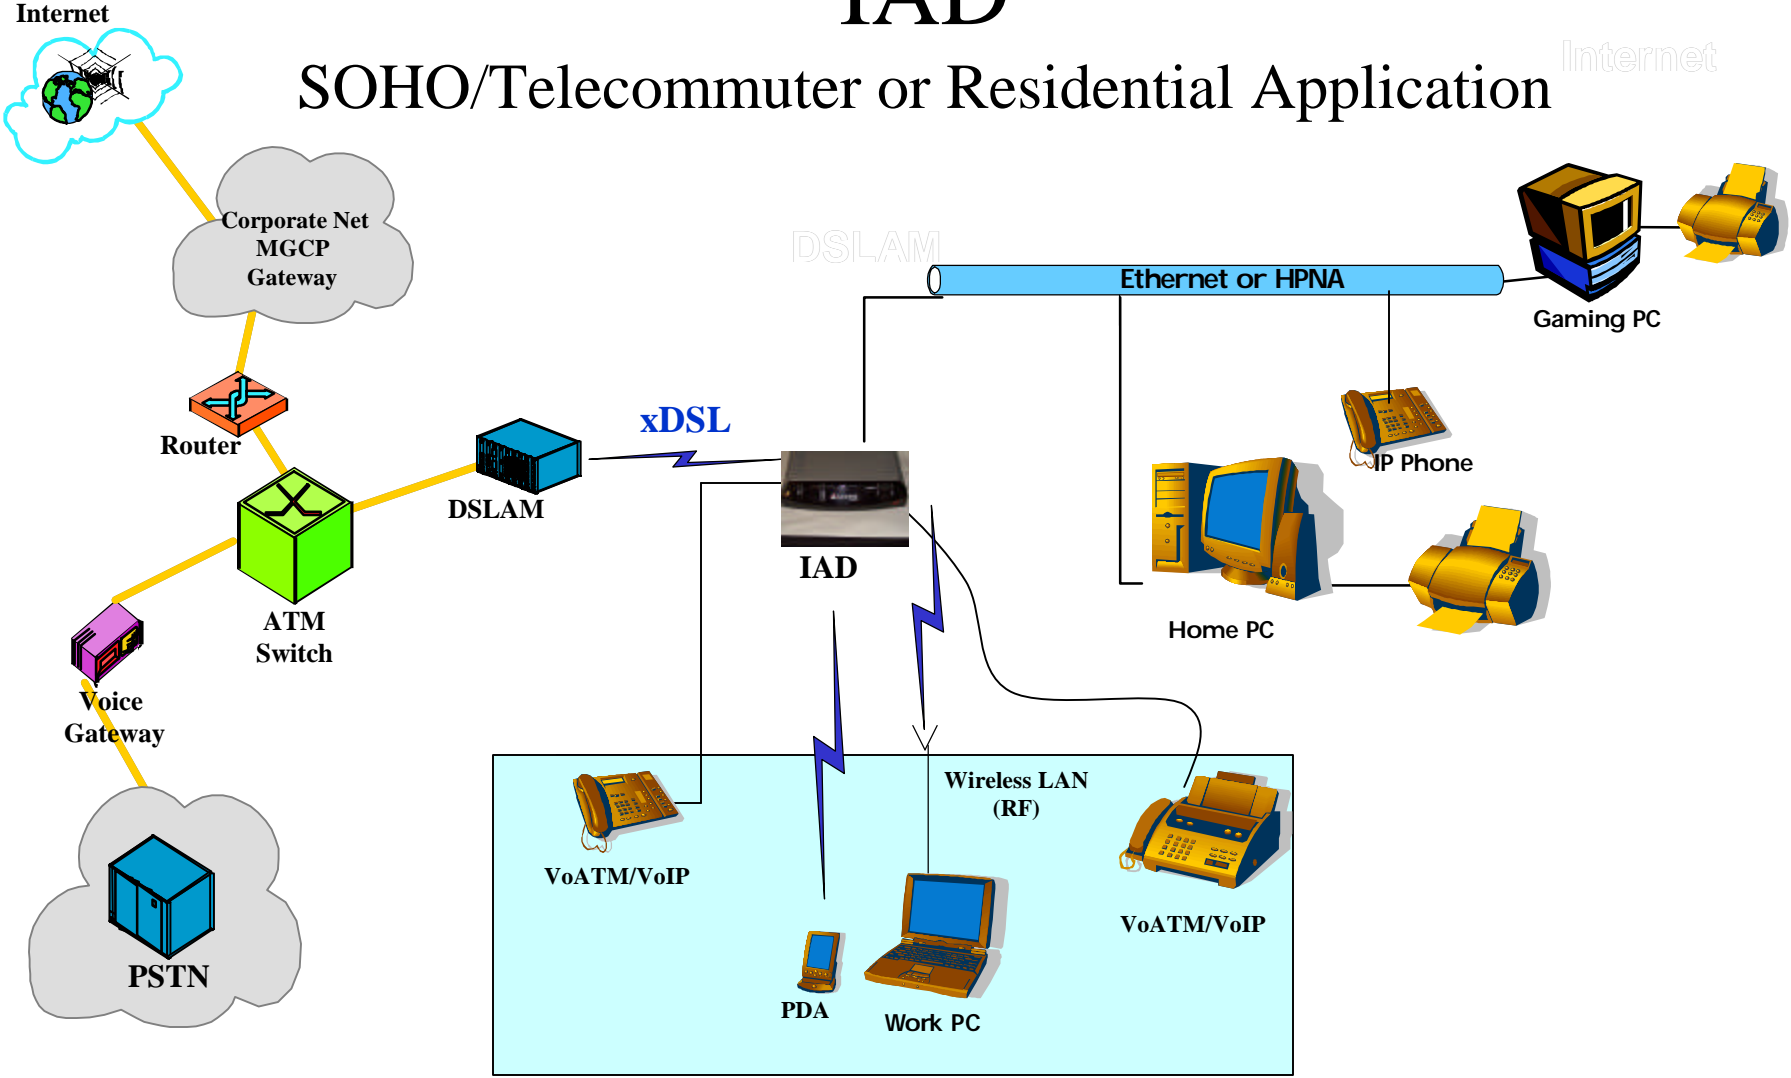 Internet
IAD
SOHO/Telecommuter or Residential Application
Internet
Corporate Net
MGCP
Gateway
DSLAM
Ethernet or HPNA
Gaming PC
xDSL
Router
IP Phone
DSLAM
IAD
ATM
Switch
Home PC
Voice
Gateway
Wireless LAN
(RF)
VoATM/VoIP
VoATM/VoIP
PSTN
PDA
Work PC